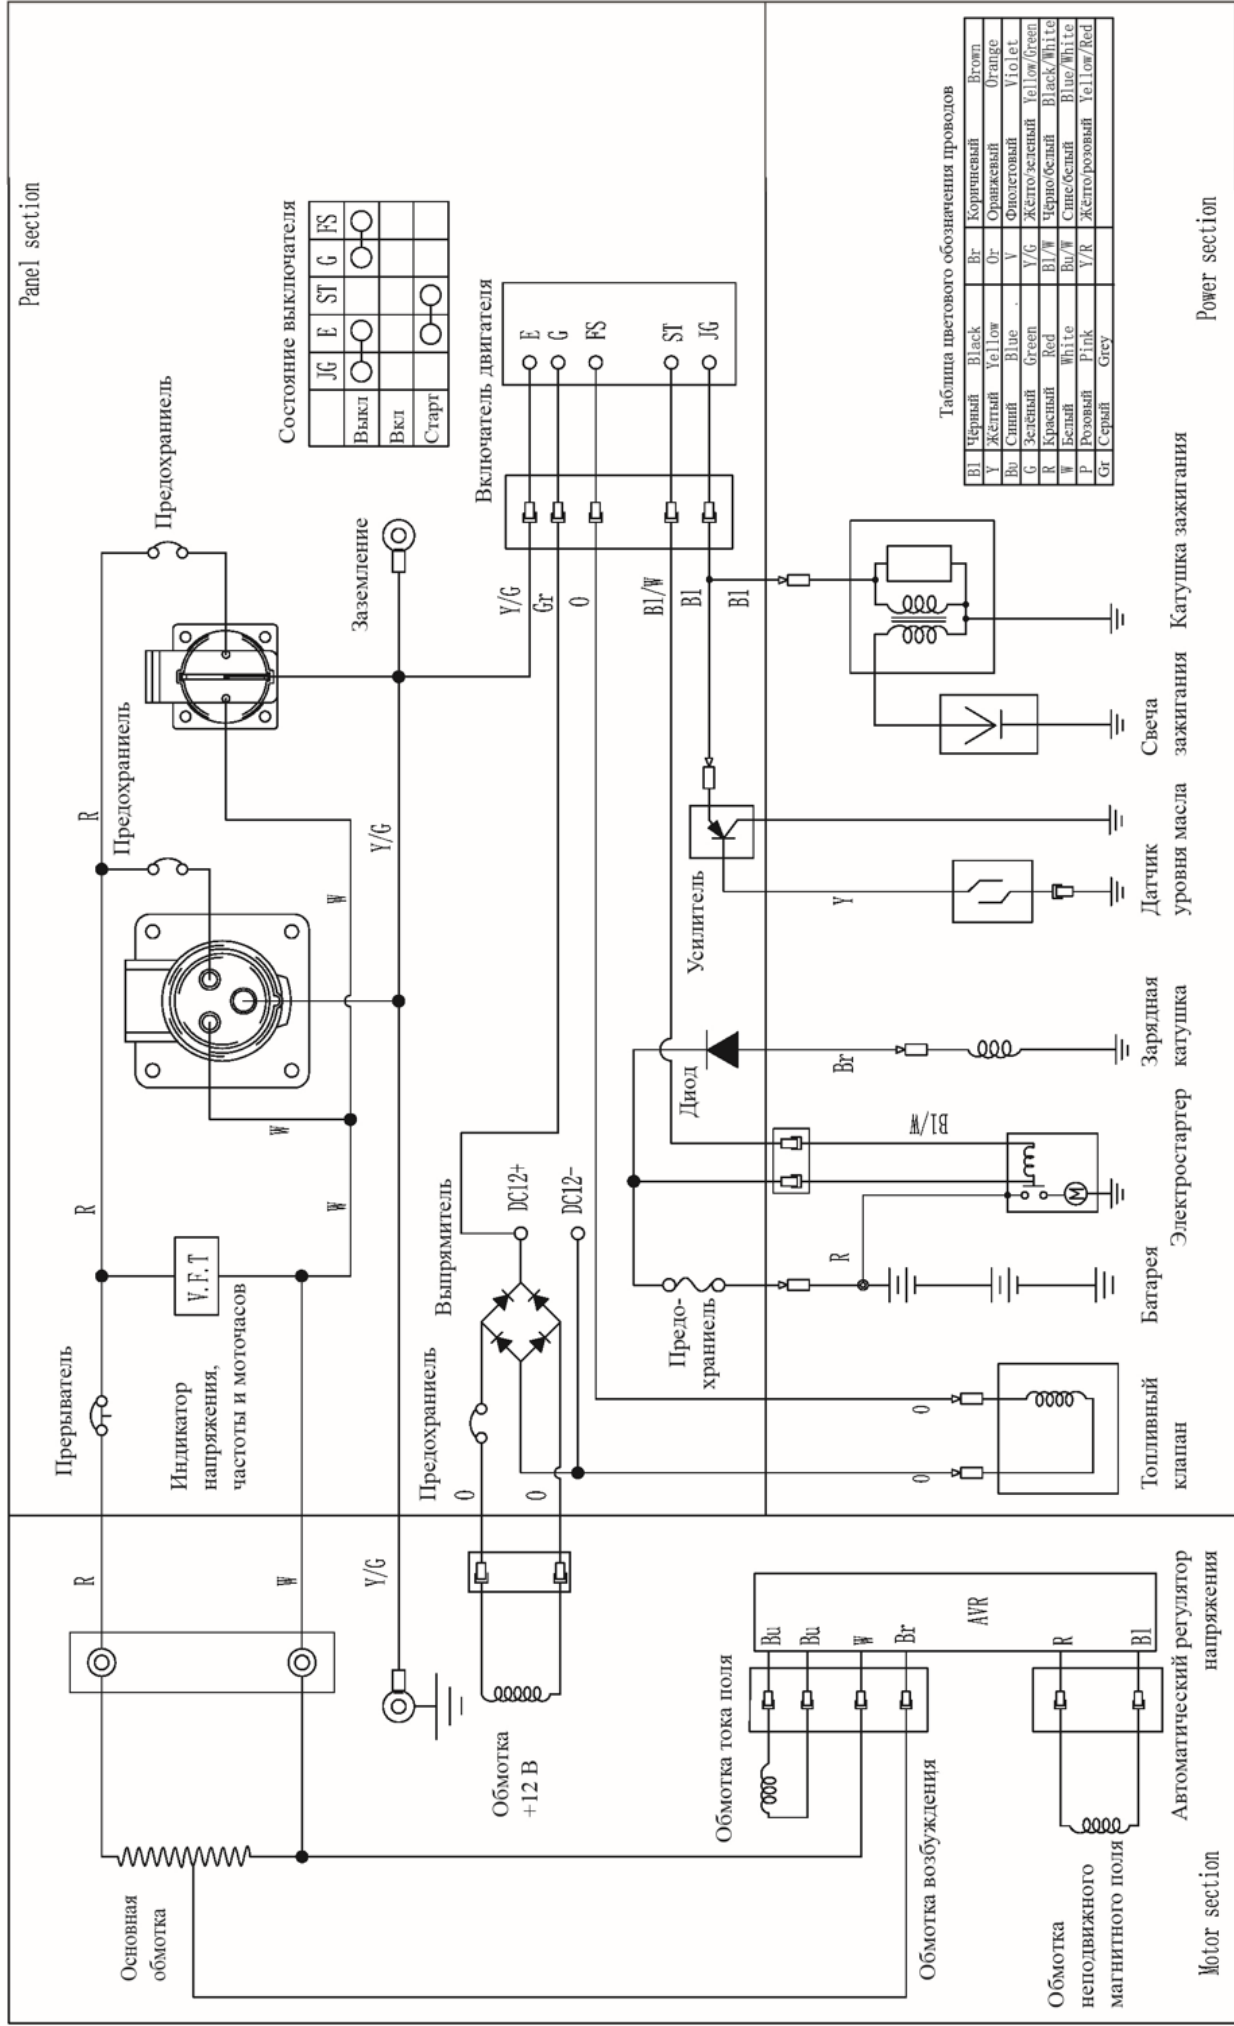 Panel section
Прерыватель
R
R
R
Предохраниель
Предохраниель
V.F.T
Индикатор
напряжения,
частоты и моточасов
W
W
W
W
R
Основная
обмотка
Y/G
Y/G
Заземление
Состояние выключателя
JG E ST G FS
Выкл
Вкл
Старт
Обмотка
+12 В
Предохраниель
O
O
Выпрямитель
DC12+
DC12-
Включатель двигателя
E
G
FS
ST
JG
Y/G
Gr
O
Bl/W
Bl
Bl
Предо-
храниель
Диод
Усилитель
Br
Y
R
Bl/W
O
O
Обмотка тока поля
Обмотка возбуждения
Bu
Bu
W
Br
AVR
R
Bl
Обмотка
неподвижного
магнитного поля
Автоматический регулятор
напряжения
Motor section
Топливный
клапан
Батарея
Электростартер
Зарядная
катушка
Датчик
уровня масла
Свеча
зажигания
Катушка зажигания
Power section
Таблица цветового обозначения проводов
Bl Чёрный Black Br Коричневый Brown
Y Жёлтый Yellow Or Оранжевый Orange
Bu Синий Blue V Фиолетовый Violet
G Зелёный Green Y/G Жёлто/зеленый Yellow/Green
R Красный Red Bl/W Чёрно/белый Black/White
W Белый White Bu/W Сине/белый Blue/White
P Розовый Pink Y/R Жёлто/розовый Yellow/Red
Gr Серый Grey